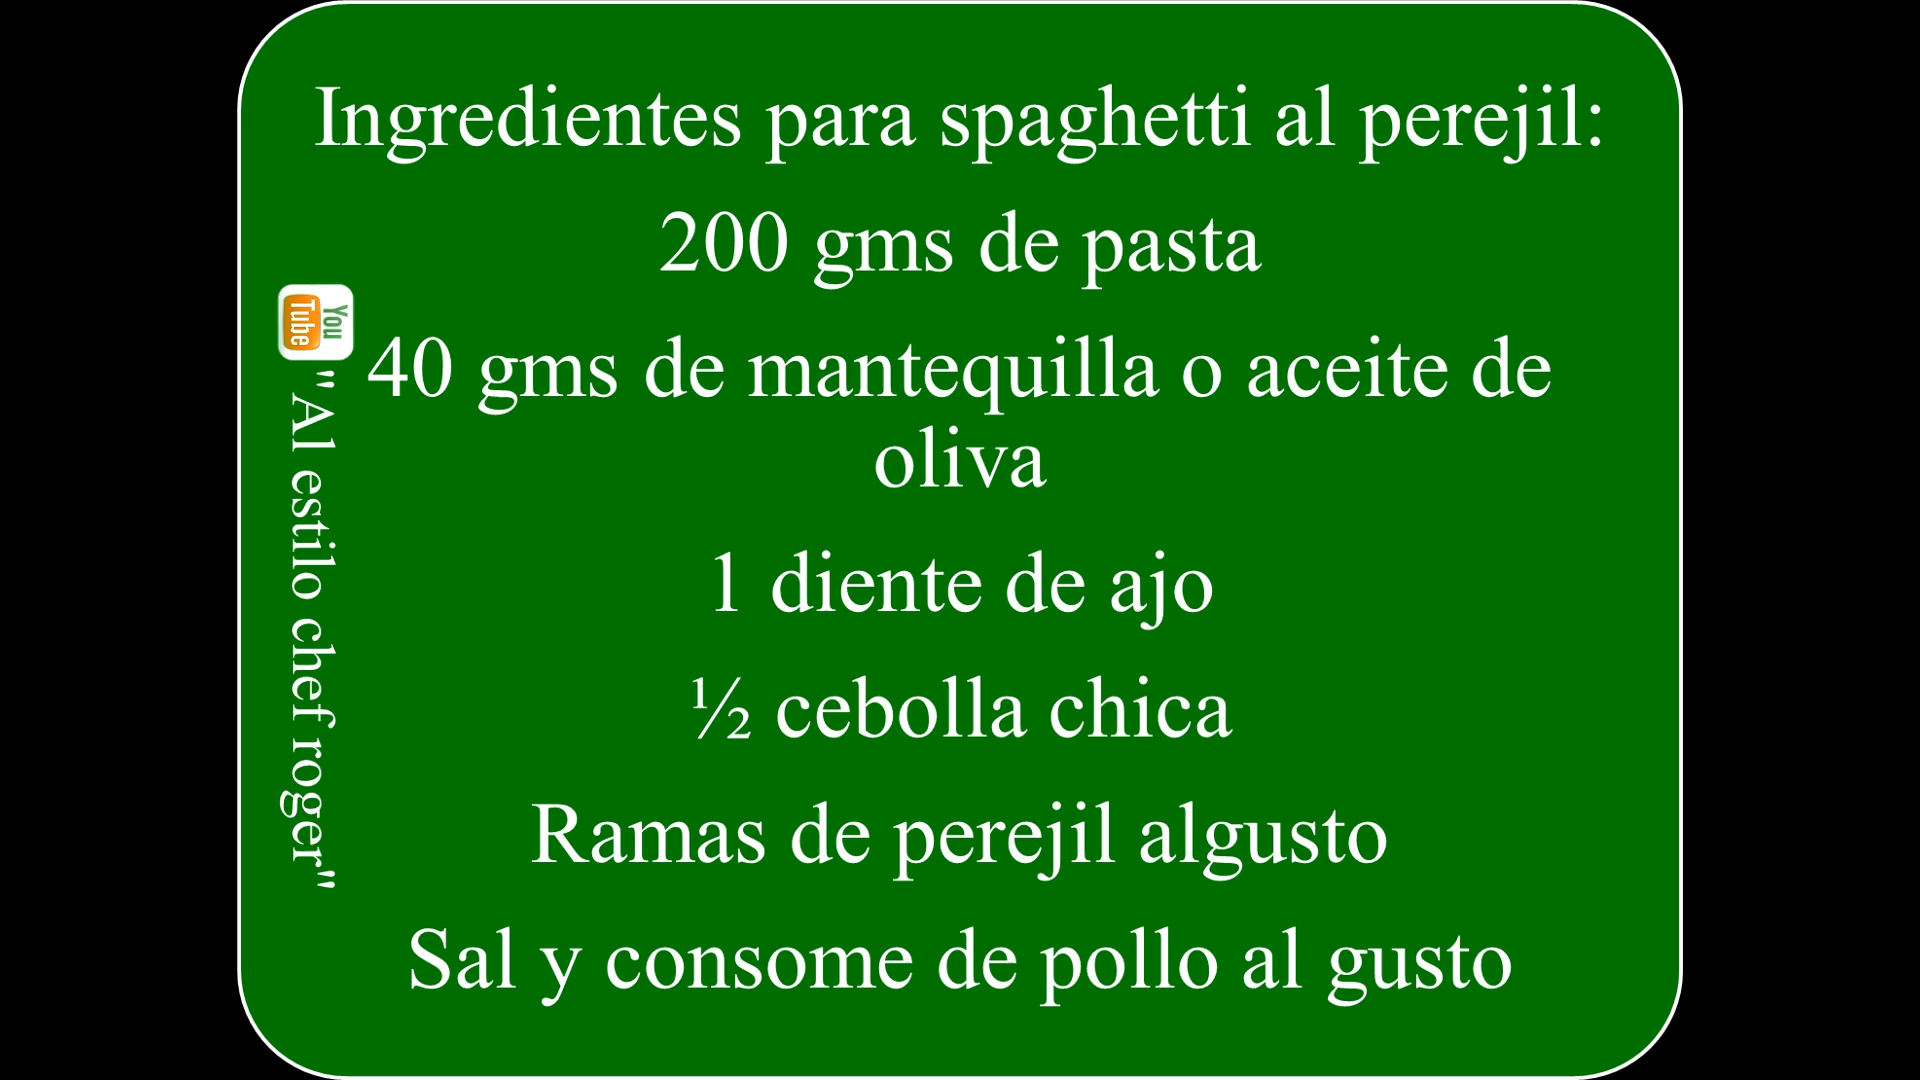 Ingredientes para spaghetti al perejil:
200 gms de pasta
40 gms de mantequilla o aceite de
oliva
1 diente de ajo
½ cebolla chica
Ramas de perejil algusto
Sal y consome de pollo al gusto
You
Tube
"Al estilo chef roger"